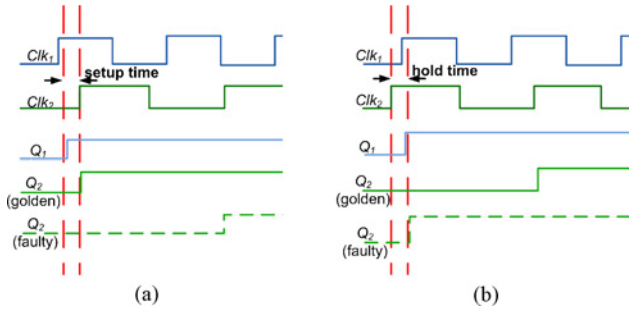 Clk1
setup time
Clk2
Q1
Q2
(golden)
Q2
(faulty)
(a)
Clk1
hold time
Clk2
Q1
Q2
(golden)
Q2
(faulty)
(b)